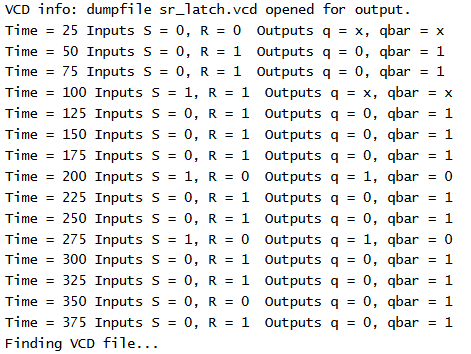 VCD info: dumpfile sr_latch.vcd opened for output.
Time = 25 Inputs S = 0, R = 0  Outputs q = x, qbar = x
Time = 50 Inputs S = 0, R = 1  Outputs q = 0, qbar = 1
Time = 75 Inputs S = 0, R = 1  Outputs q = 0, qbar = 1
Time = 100 Inputs S = 1, R = 1  Outputs q = x, qbar = x
Time = 125 Inputs S = 0, R = 1  Outputs q = 0, qbar = 1
Time = 150 Inputs S = 0, R = 1  Outputs q = 0, qbar = 1
Time = 175 Inputs S = 0, R = 1  Outputs q = 0, qbar = 1
Time = 200 Inputs S = 1, R = 0  Outputs q = 1, qbar = 0
Time = 225 Inputs S = 0, R = 1  Outputs q = 0, qbar = 1
Time = 250 Inputs S = 0, R = 1  Outputs q = 0, qbar = 1
Time = 275 Inputs S = 1, R = 0  Outputs q = 1, qbar = 0
Time = 300 Inputs S = 0, R = 1  Outputs q = 0, qbar = 1
Time = 325 Inputs S = 0, R = 1  Outputs q = 0, qbar = 1
Time = 350 Inputs S = 0, R = 0  Outputs q = 0, qbar = 1
Time = 375 Inputs S = 0, R = 1  Outputs q = 0, qbar = 1
Finding VCD file...